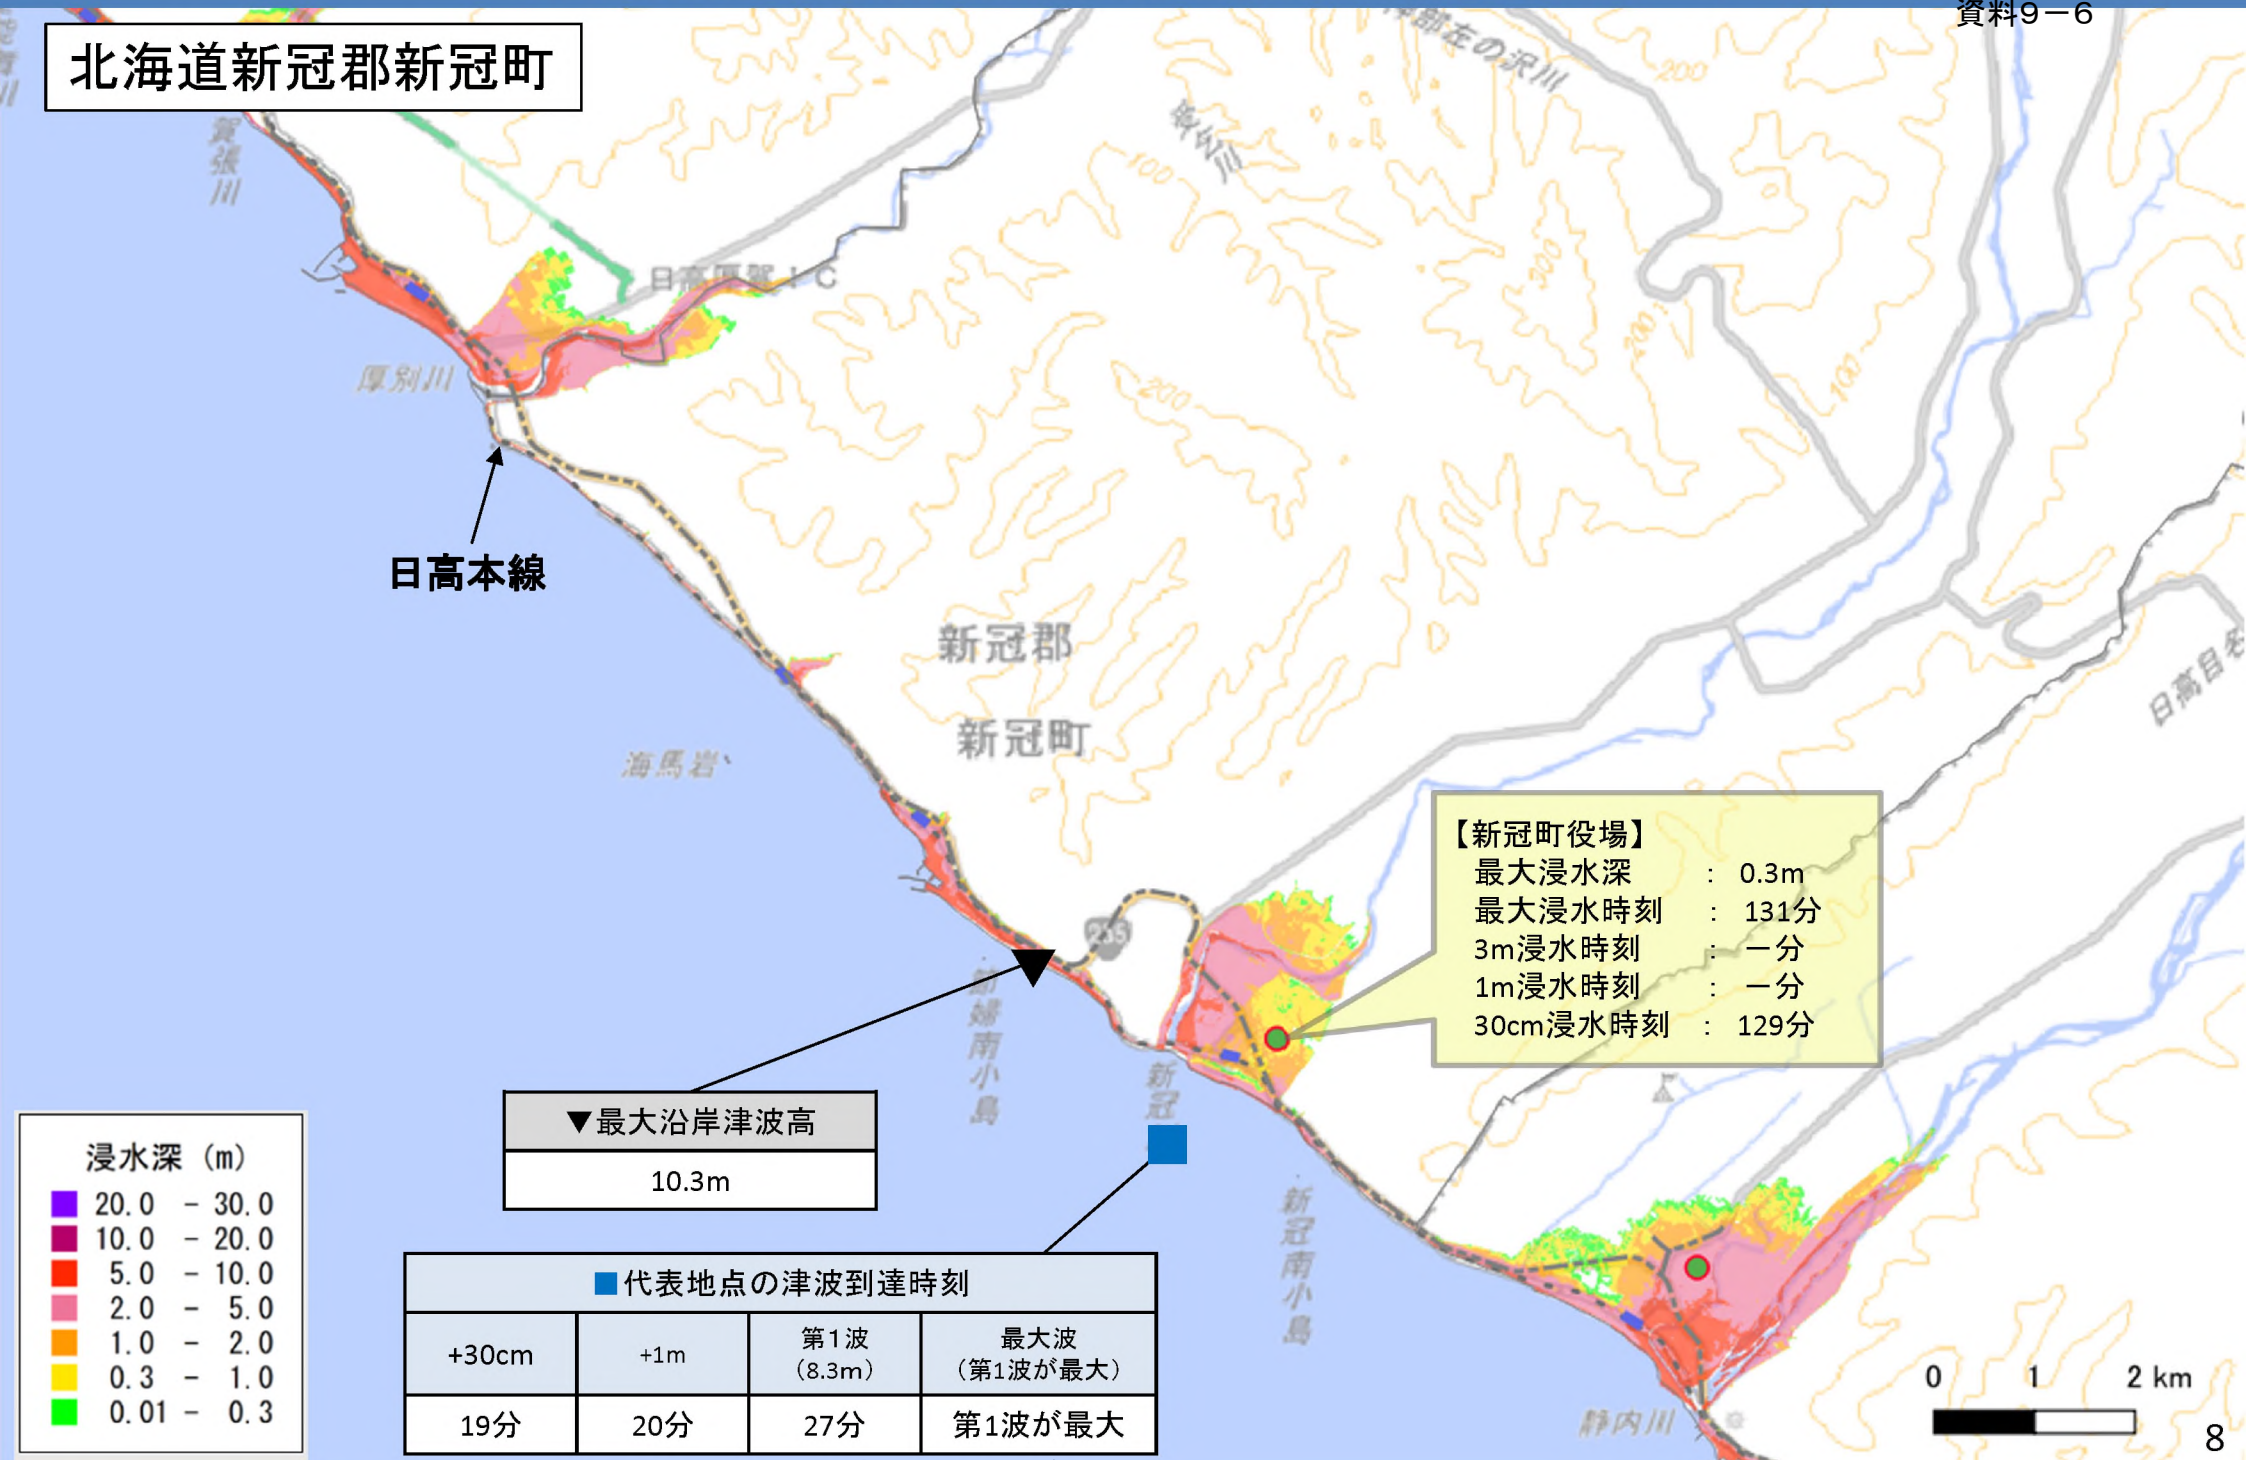 資料9－6
北海道新冠郡新冠町
賀張川
日高厚賀IC
厚別川
日高本線
新冠郡
新冠町
海馬岩
100
200
300
200
200
100
235
節婦南小島
新冠
新冠南小島
静内川
【新冠町役場】
最大浸水深 : 0.3m
最大浸水時刻 : 131分
3m浸水時刻 : －分
1m浸水時刻 : －分
30cm浸水時刻 : 129分
▼最大沿岸津波高
10.3m
■代表地点の津波到達時刻
+30cm +1m 第1波（8.3m） 最大波（第1波が最大）
19分 20分 27分 第1波が最大
浸水深（m）
20.0 － 30.0
10.0 － 20.0
5.0 － 10.0
2.0 － 5.0
1.0 － 2.0
0.3 － 1.0
0.01 － 0.3
0 1 2 km
8